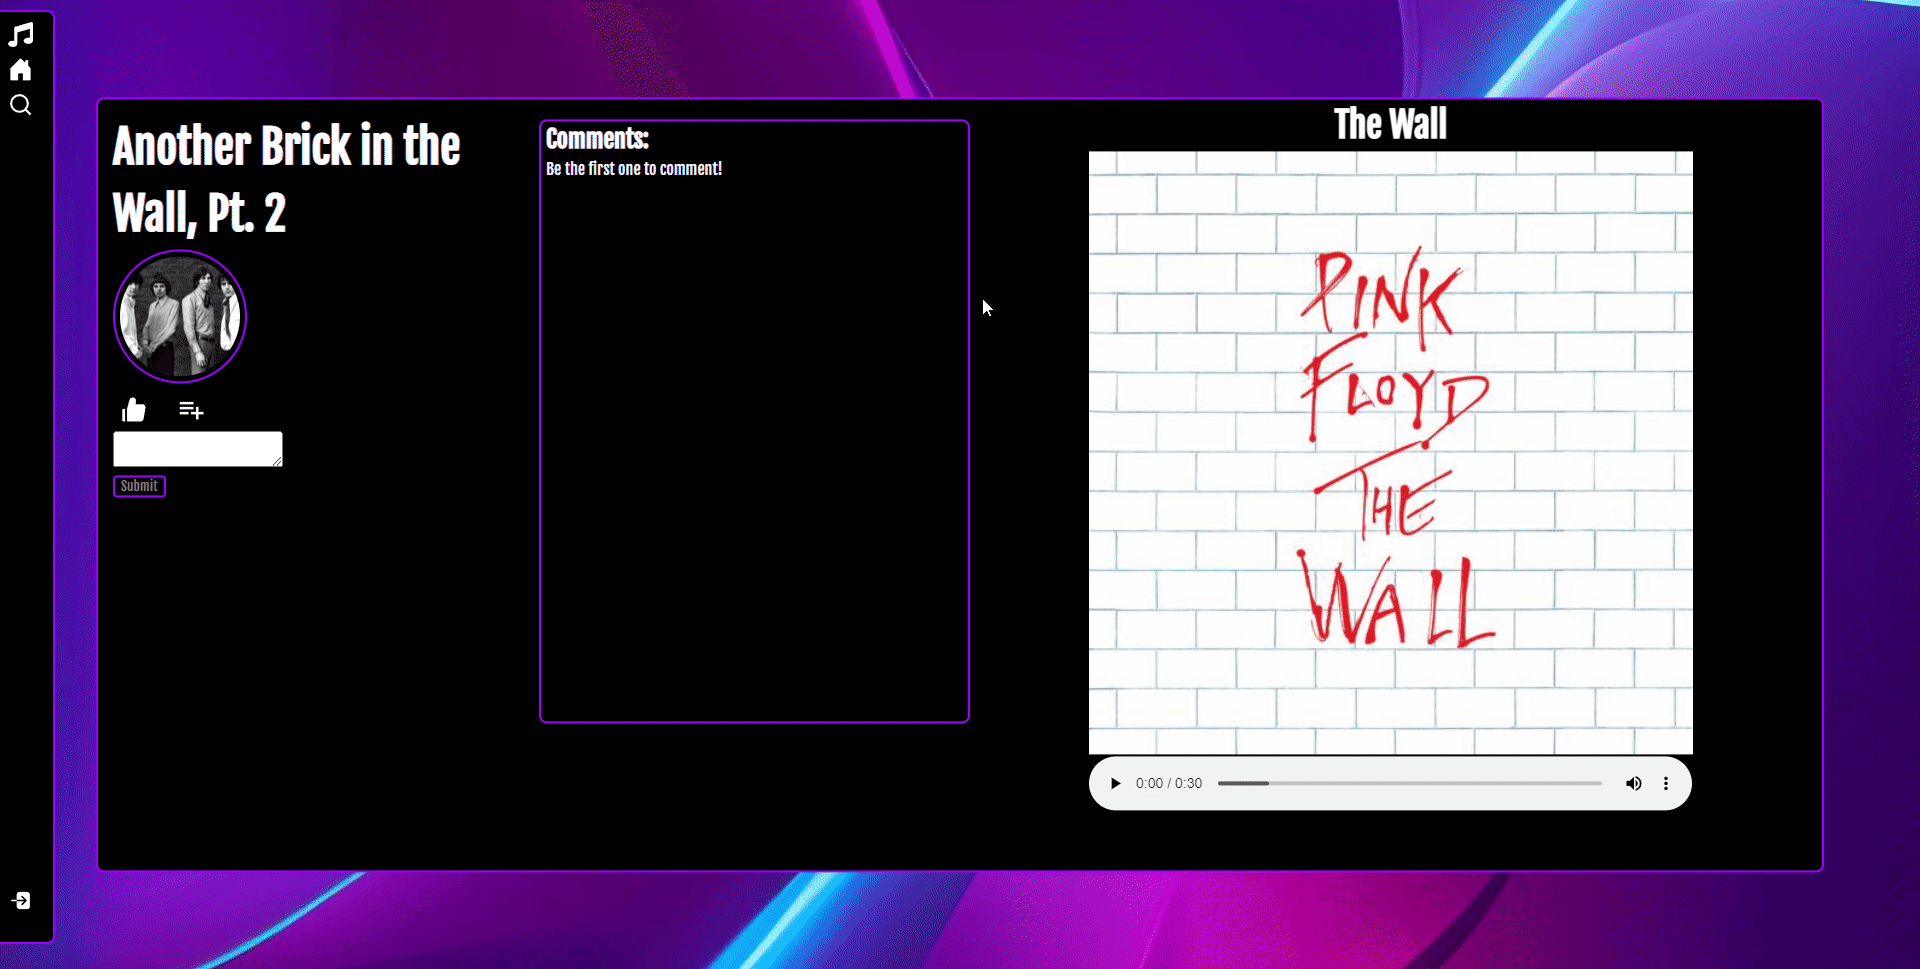 Another Brick in the
Wall, Pt. 2
Submit
Comments:
Be the first one to comment!
The Wall
PINK
FLOYD
THE
WALL
0:00 / 0:30